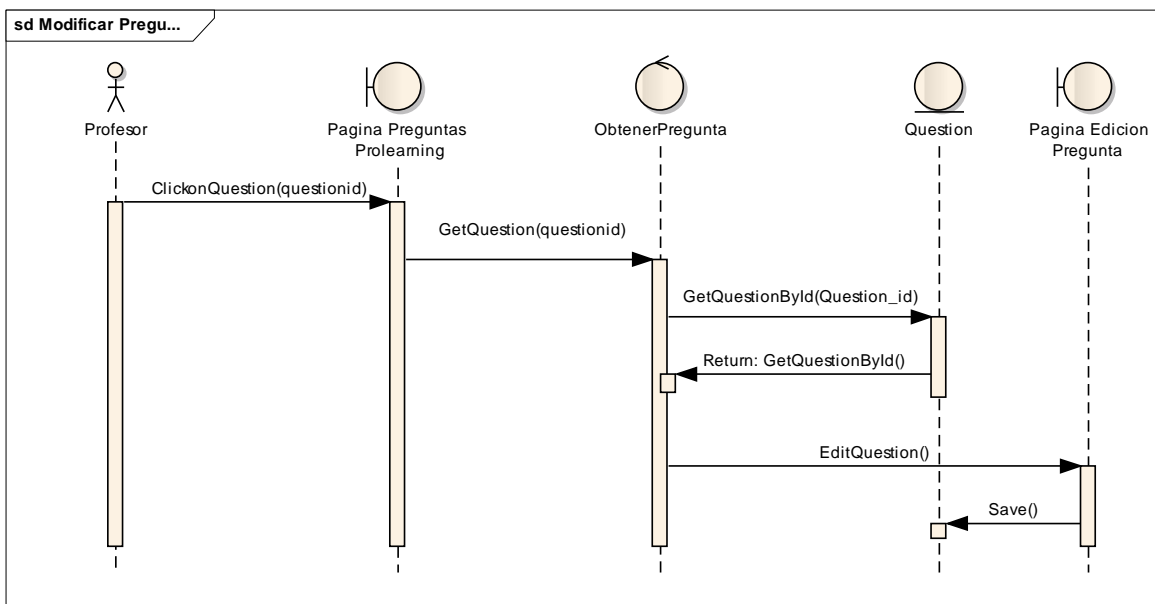 sd Modificar Pregu...
Profesor
Pagina Preguntas
Prolearning
ObtenerPregunta
Question
Pagina Edicion
Pregunta
ClickonQuestion(questionid)
GetQuestion(questionid)
GetQuestionById(Question_id)
Return: GetQuestionById()
EditQuestion()
Save()